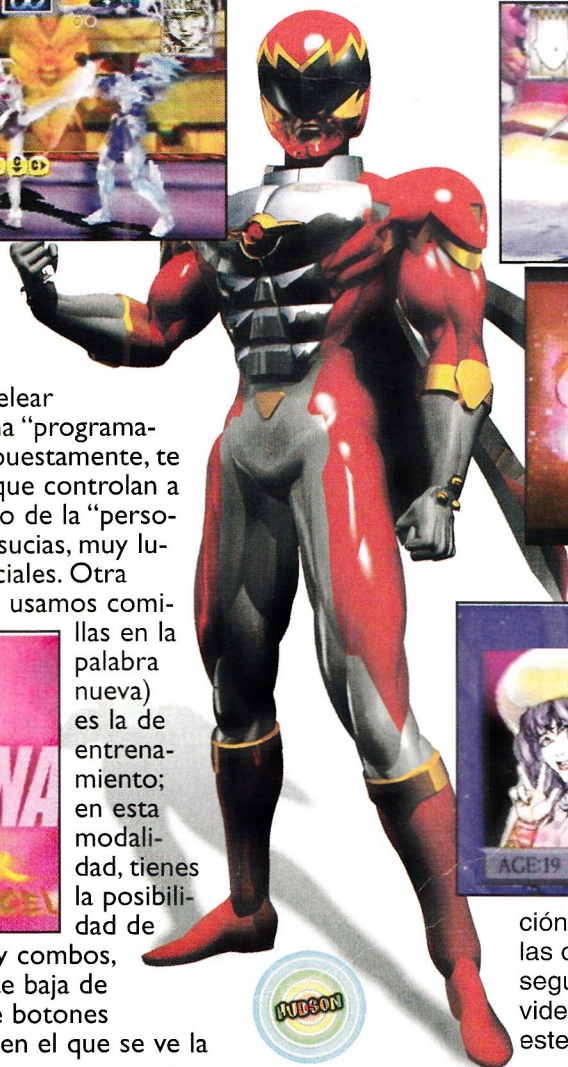 elear
na “programa-
puestamente, te
que controlan a
o de la “perso-
sucias, muy lu-
ciales. Otra
usamos comi-
llas en la
palabra
nueva)
es la de
entrena-
miento;
en esta
modali-
dad, tienes
la posibili-
dad de
y combos,
te baja de
e botones
en el que se ve la
HUDSON
AGE:19
ción
las
segu
vide
este